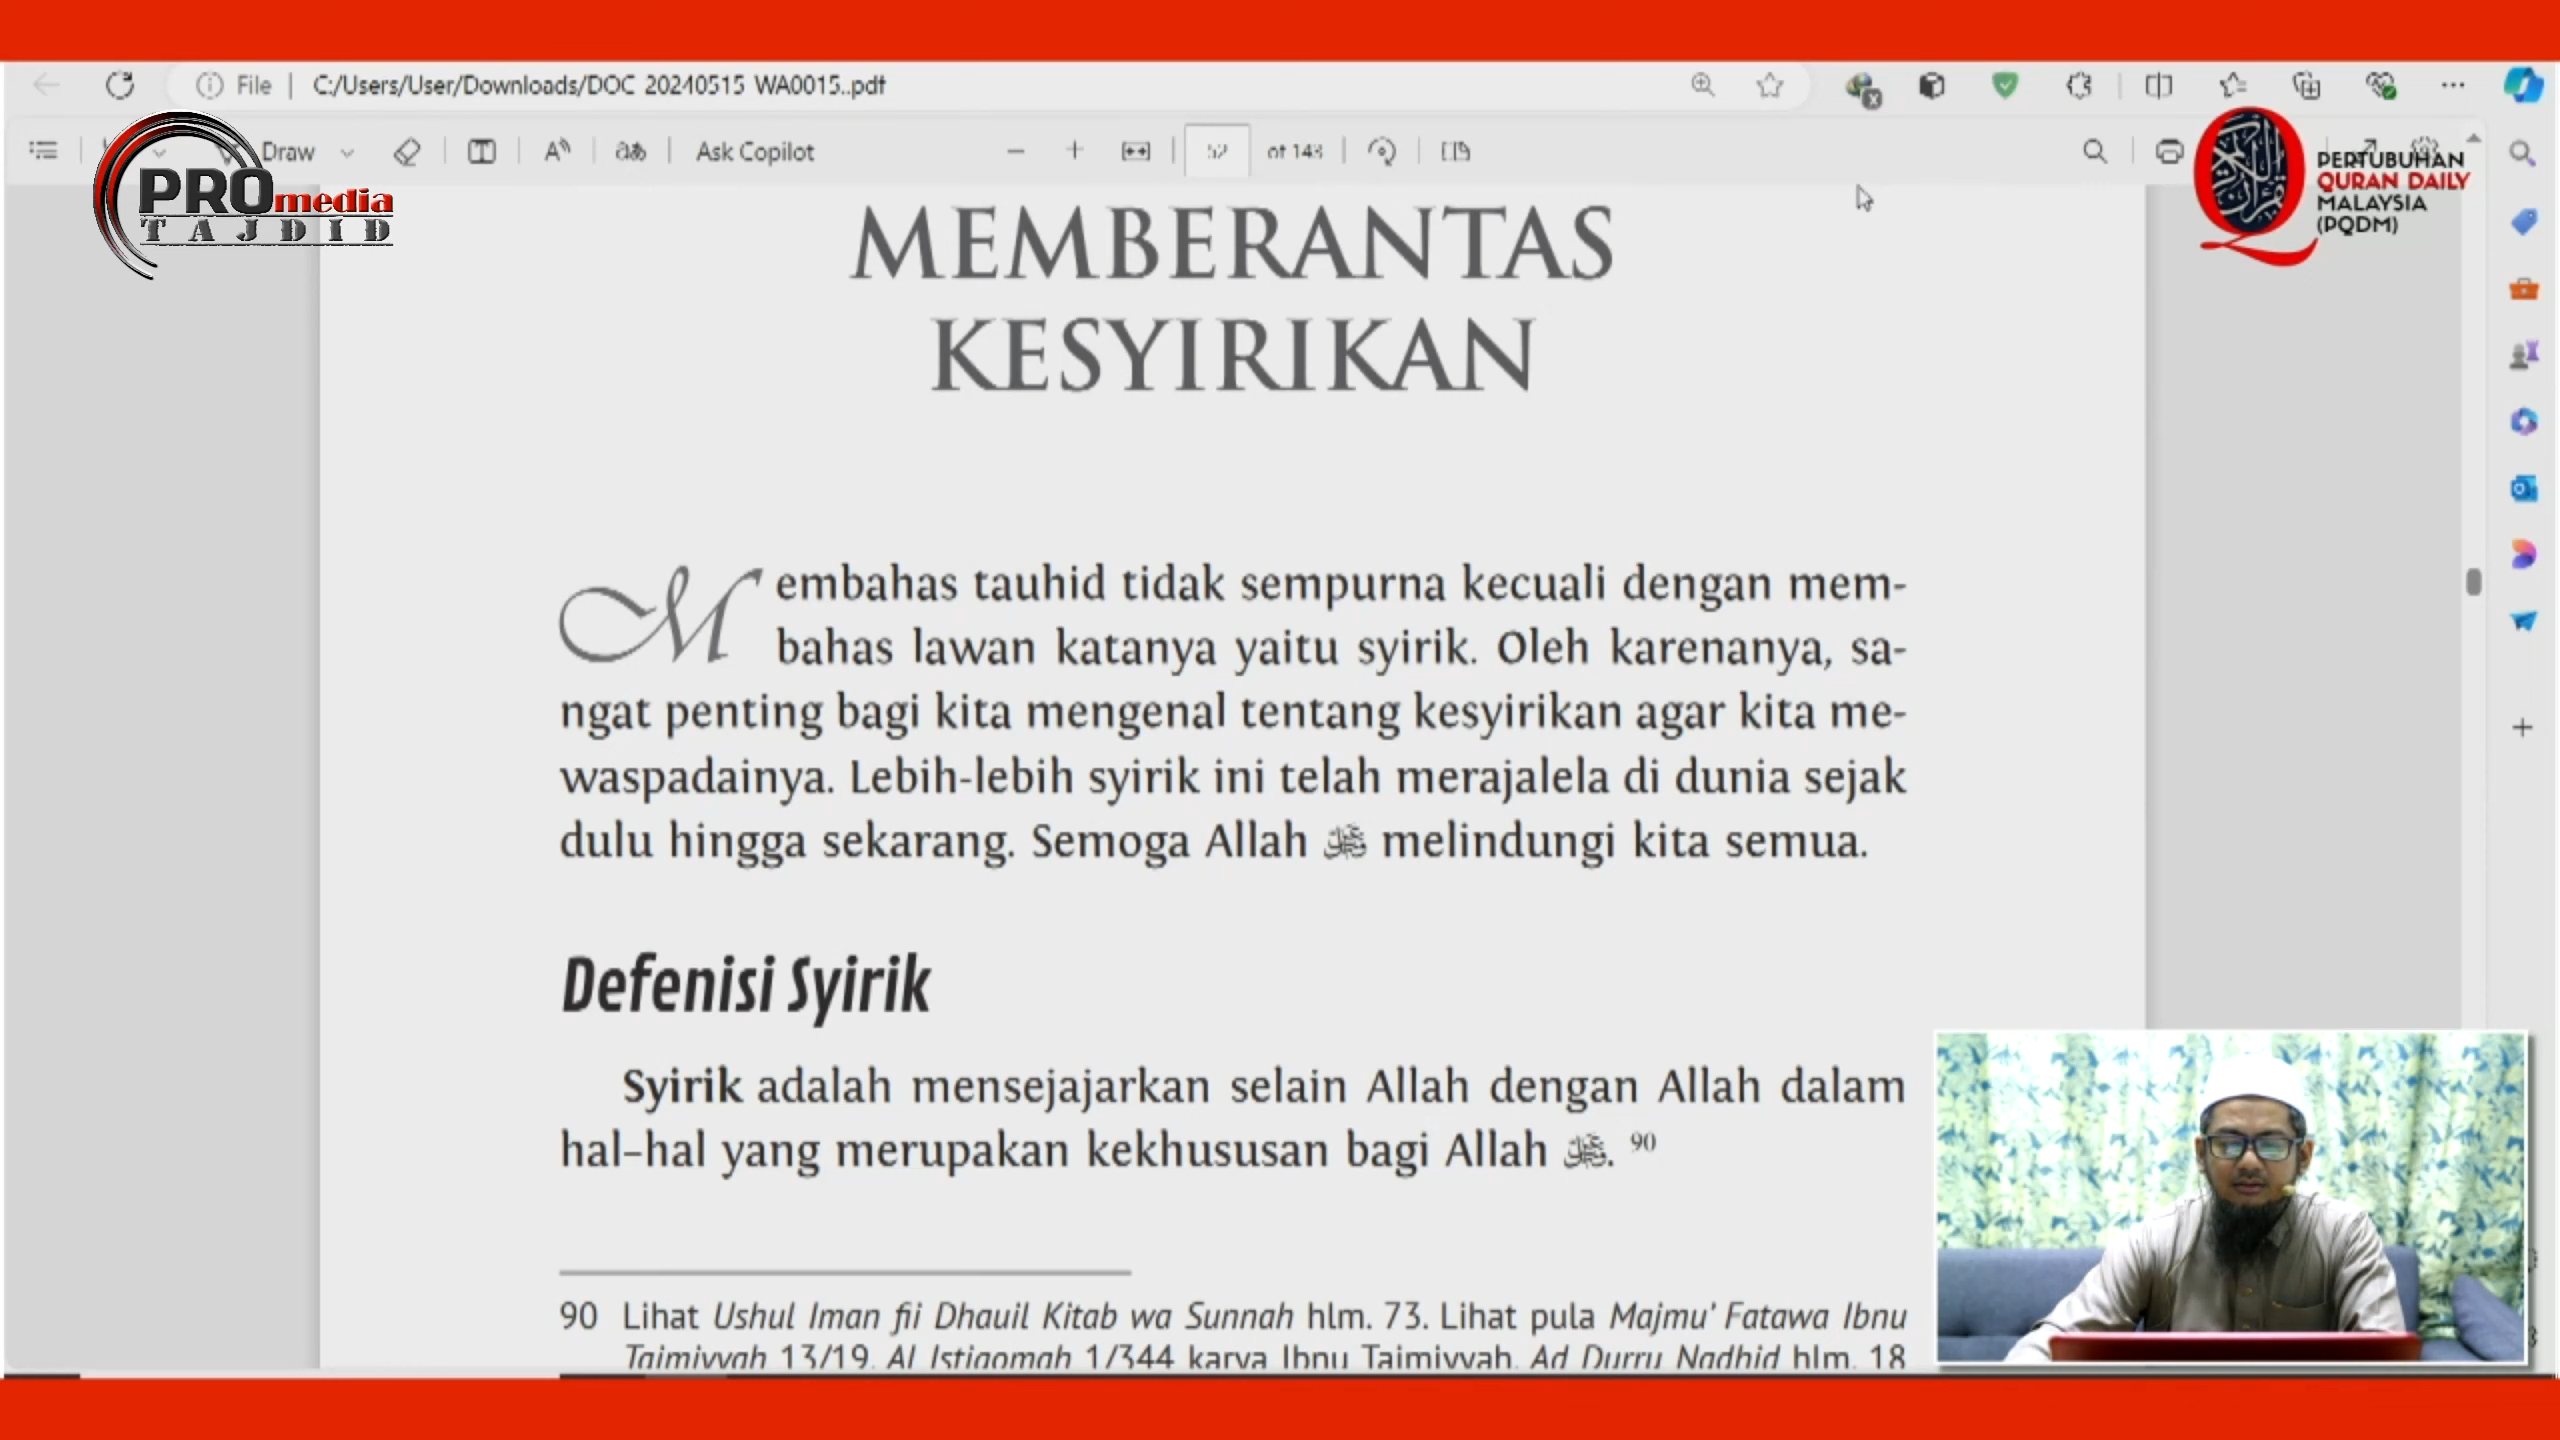 File | C:/Users/User/Downloads/DOC 20240515 WA0015..pdf
Draw
Ask Copilot
52 of 143
PROmedia
TAJDID
PERTUBUHAN
QURAN DAILY
MALAYSIA
(PQDM)
MEMBERANTAS
KESYIRIKAN
Membahas tauhid tidak sempurna kecuali dengan mem-
bahas lawan katanya yaitu syirik. Oleh karenanya, sa-
ngat penting bagi kita mengenal tentang kesyirikan agar kita me-
waspadainya. Lebih-lebih syirik ini telah merajalela di dunia sejak
dulu hingga sekarang. Semoga Allah melindungi kita semua.
Defenisi Syirik
Syirik adalah mensejajarkan selain Allah dengan Allah dalam
hal-hal yang merupakan kekhususan bagi Allah . 90
90 Lihat Ushul Iman fii Dhauil Kitab wa Sunnah hlm. 73. Lihat pula Majmu' Fatawa Ibnu
Taimiyyah 13/19, Al Istiqomah 1/344 karya Ibnu Taimiyyah, Ad Durru Nadhid hlm. 18